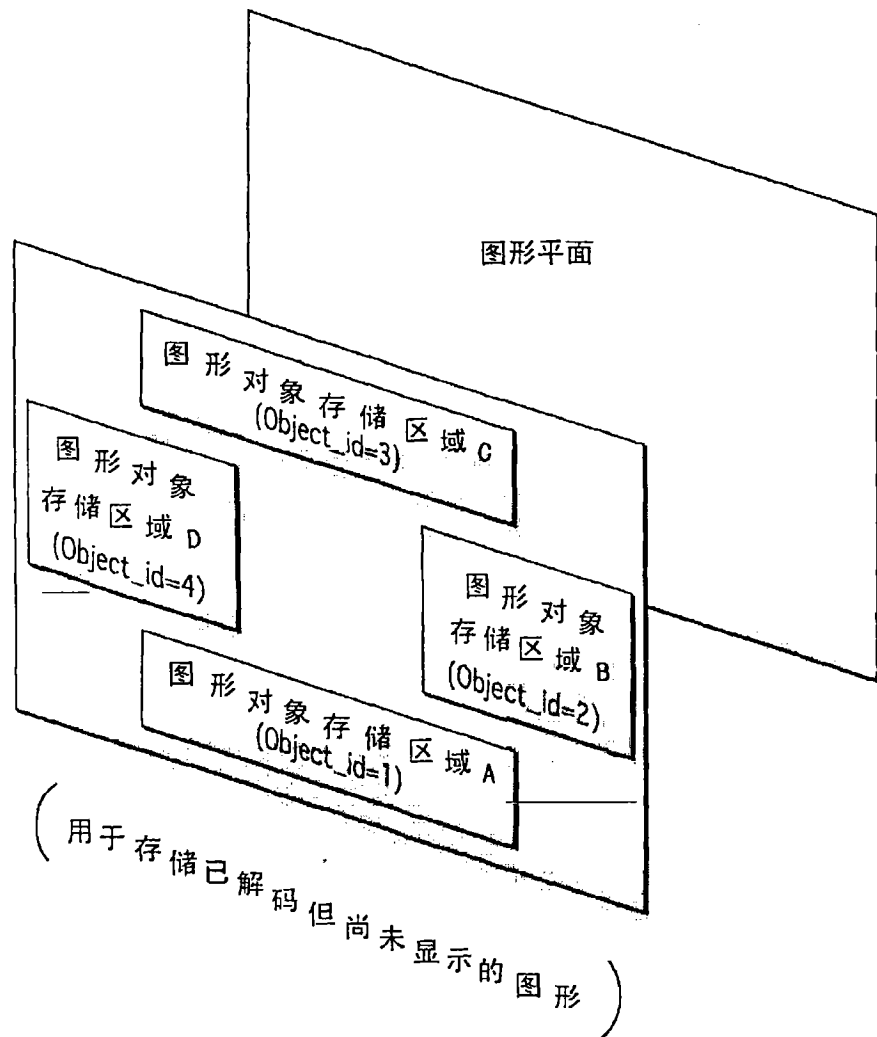 图形平面
图形对象存储区域C
(Object_id=3)
图形对象
存储区域D
(Object_id=4)
图形对象
存储区域B
(Object_id=2)
图形对象存储区域A
(Object_id=1)
(用于存储已解码但尚未显示的图形)